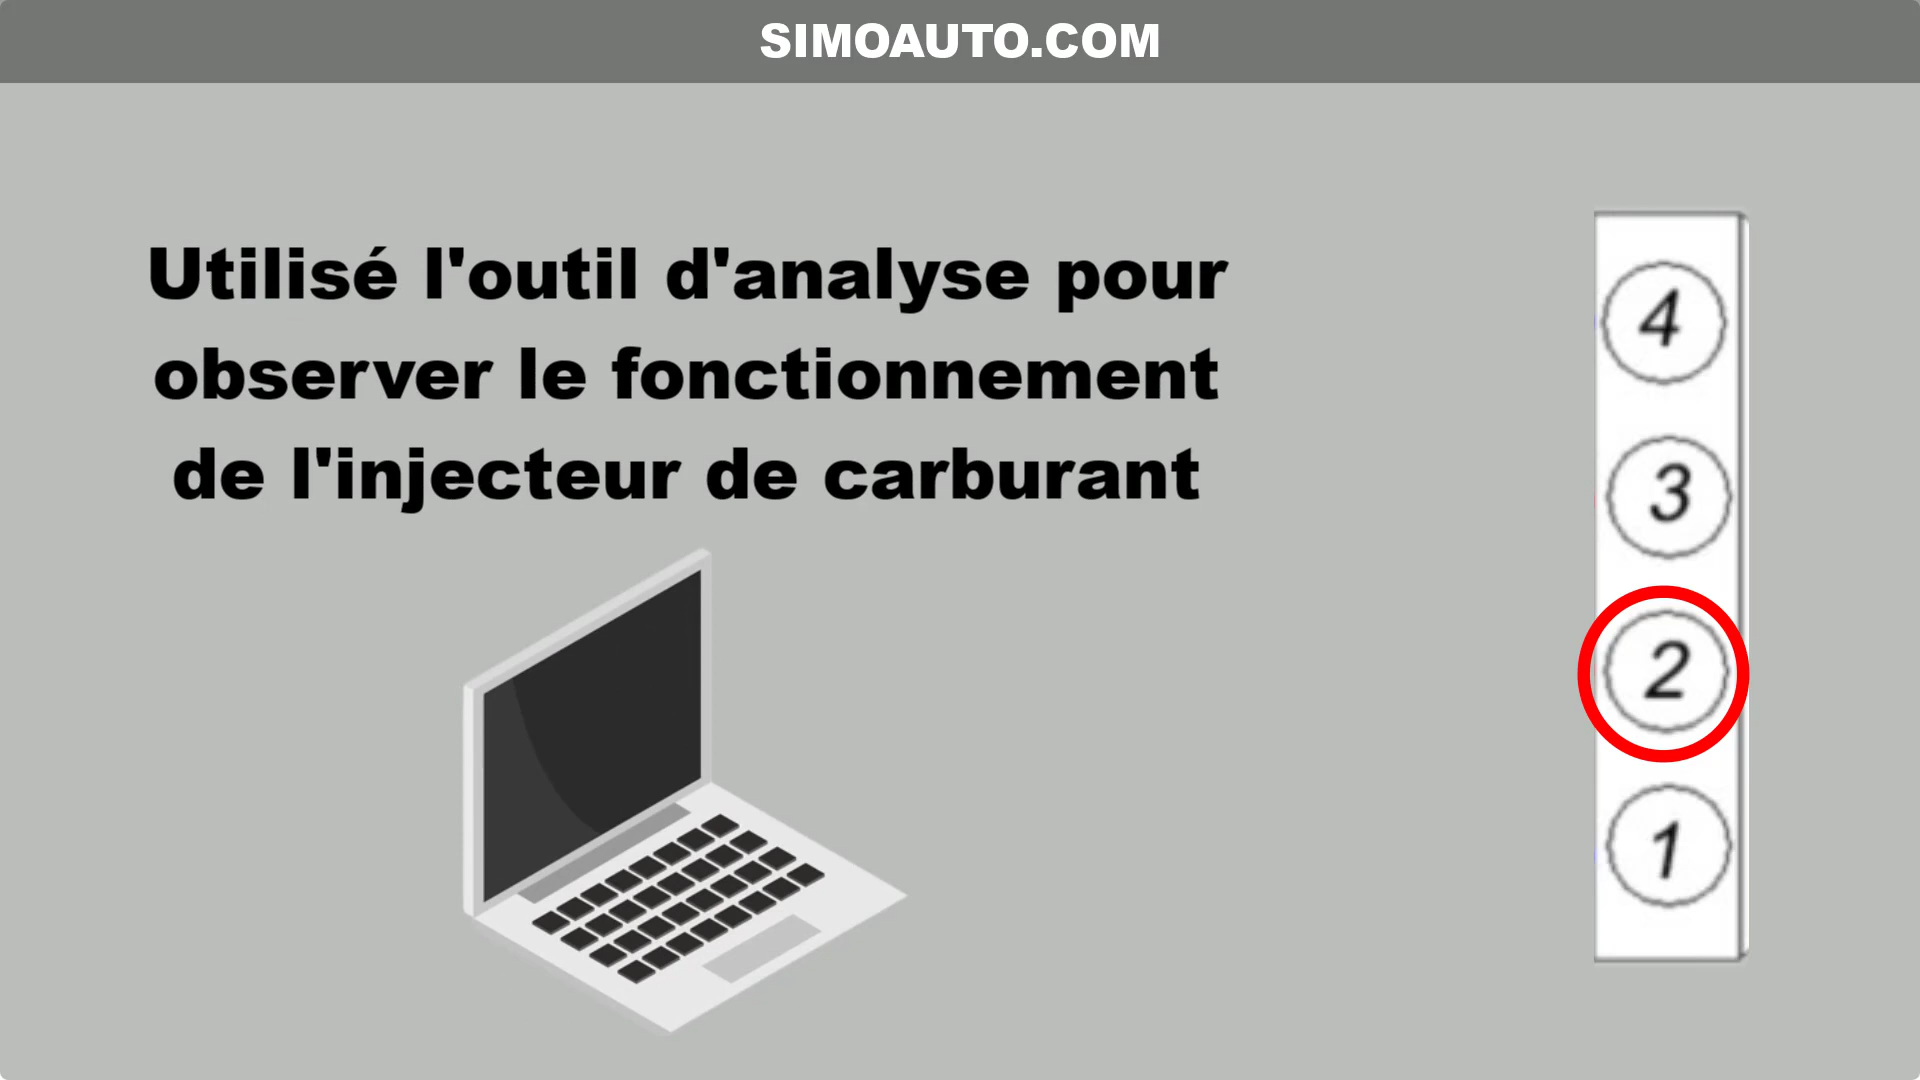 SIMOAUTO.COM
Utilisé l'outil d'analyse pour
observer le fonctionnement
de l'injecteur de carburant
4
3
2
1